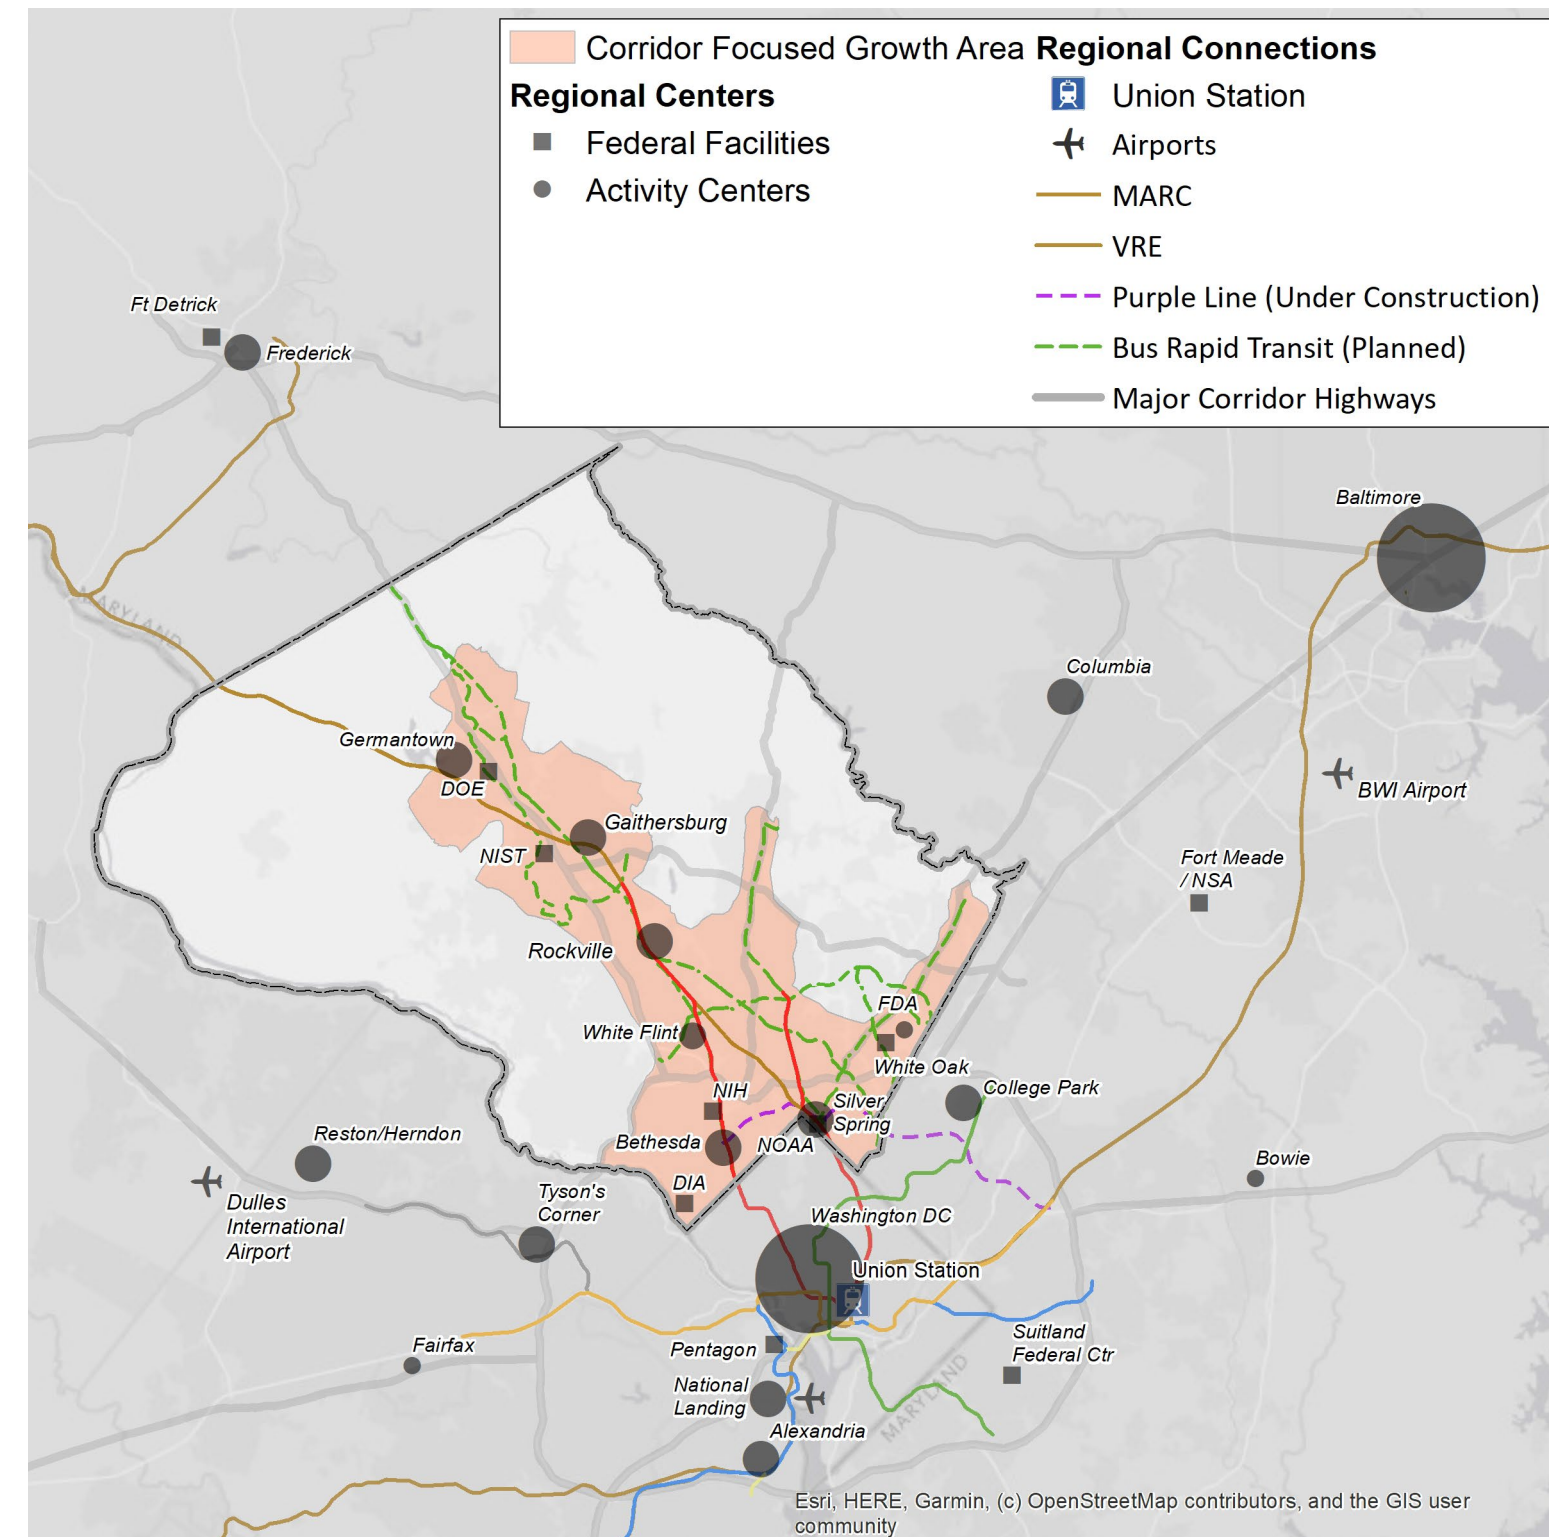 Corridor Focused Growth Area
Regional Centers
Federal Facilities
Activity Centers
Regional Connections
Union Station
Airports
MARC
VRE
Purple Line (Under Construction)
Bus Rapid Transit (Planned)
Major Corridor Highways
Ft Detrick
Frederick
Baltimore
MARYLAND
Columbia
Germantown
DOE
BWI Airport
Gaithersburg
NIST
Fort Meade
/ NSA
Rockville
FDA
White Flint
White Oak
NIH
College Park
Silver
Spring
Bethesda
NOAA
Reston/Herndon
Bowie
DIA
Dulles
International
Airport
Tyson's
Corner
Washington DC
Union Station
Suitland
Federal Ctr
Fairfax
Pentagon
National
Landing
MARYLAND
Alexandria
Esri, HERE, Garmin, (c) OpenStreetMap contributors, and the GIS user
community